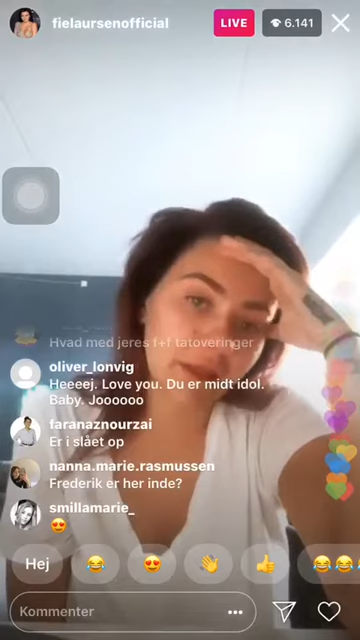 fielaursenofficial LIVE 6.141
Hvad med jeres f+f tatoveringer
oliver_lonvig
Heeeej. Love you. Du er midt idol.
Baby. Joooooo
faranaznourzai
Er i slået op
nanna.marie.rasmussen
Frederik er her inde?
smillamarie_
😍
Hej 😂 😍 👋 👍 😂😂
Kommenter ...